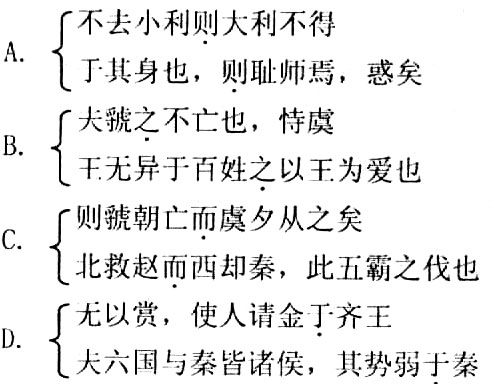 A. 不去小利则大利不得
于其身也，则耻师焉，惑矣
B. 夫虢之不亡也，恃虞
王无异于百姓之以王为爱也
C. 则虢朝亡而虞夕从之矣
北救赵而西却秦，此五霸之伐也
D. 无以赏，使人请金于齐王
夫六国与秦皆诸侯，其势弱于秦